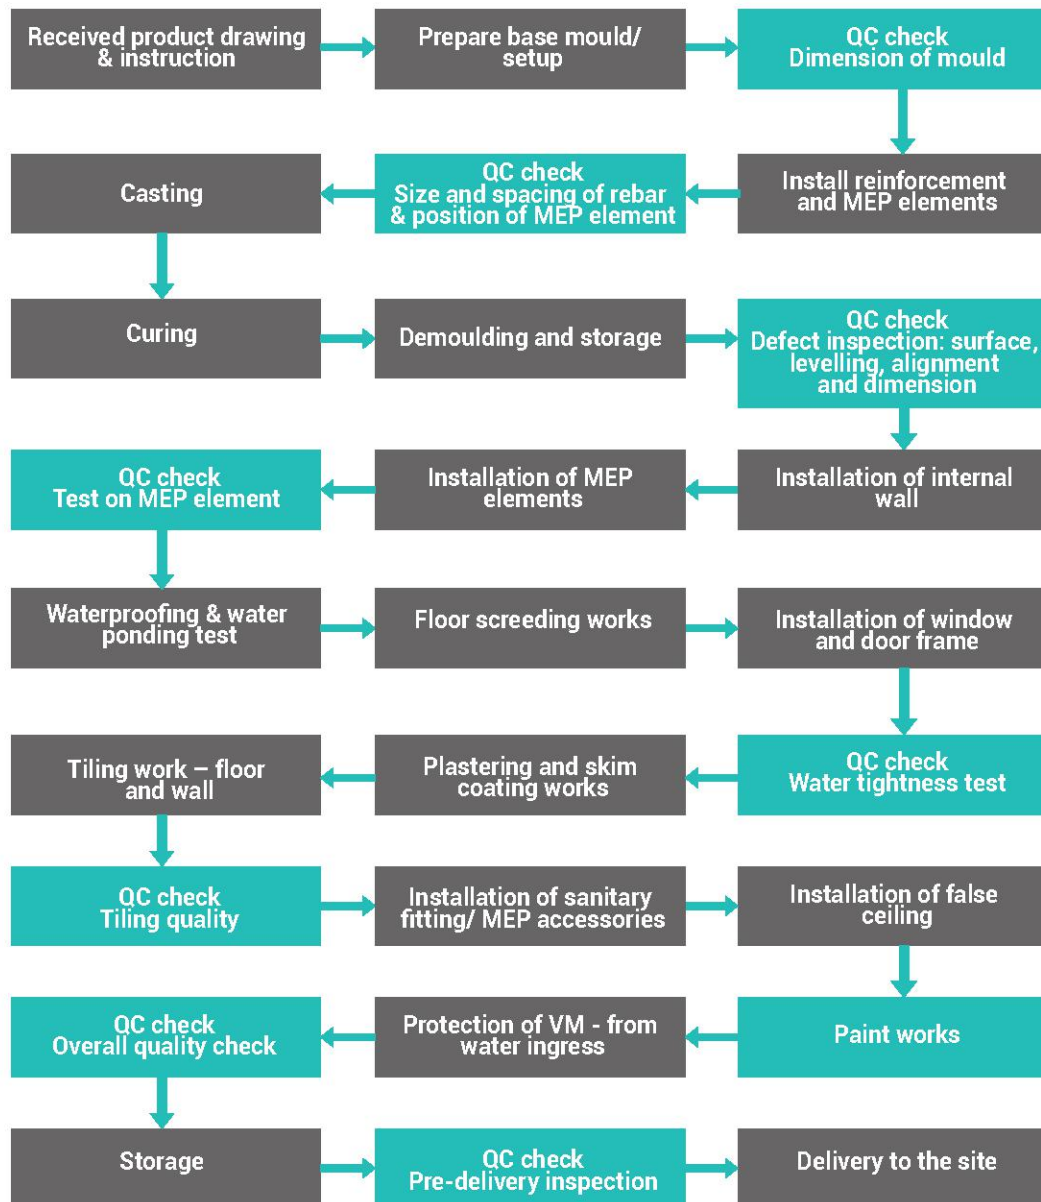 Received product drawing
& instruction
Prepare base mould/
setup
QC check
Dimension of mould
Casting
QC check
Size and spacing of rebar
& position of MEP element
Install reinforcement
and MEP elements
Curing
Demoulding and storage
QC check
Defect inspection: surface,
levelling, alignment
and dimension
QC check
Test on MEP element
Installation of MEP
elements
Installation of internal
wall
Waterproofing & water
ponding test
Floor screeding works
Installation of window
and door frame
Tiling work – floor
and wall
Plastering and skim
coating works
QC check
Water tightness test
QC check
Tiling quality
Installation of sanitary
fitting/ MEP accessories
Installation of false
ceiling
QC check
Overall quality check
Protection of VM - from
water ingress
Paint works
Storage
QC check
Pre-delivery inspection
Delivery to the site